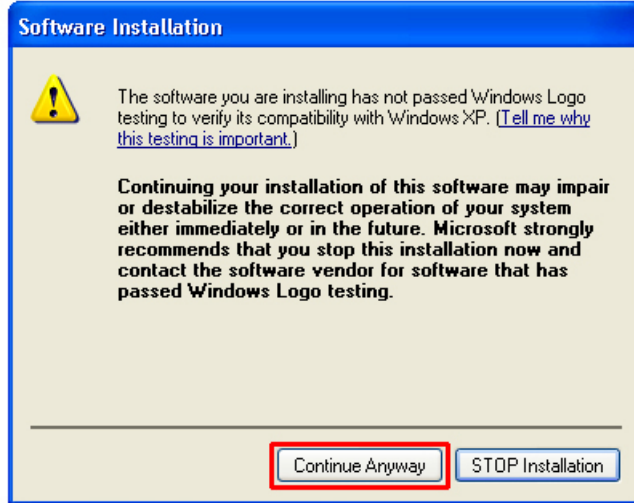 Software Installation
The software you are installing has not passed Windows Logo
testing to verify its compatibility with Windows XP. (Tell me why
this testing is important.)
Continuing your installation of this software may impair
or destabilize the correct operation of your system
either immediately or in the future. Microsoft strongly
recommends that you stop this installation now and
contact the software vendor for software that has
passed Windows Logo testing.
Continue Anyway
STOP Installation